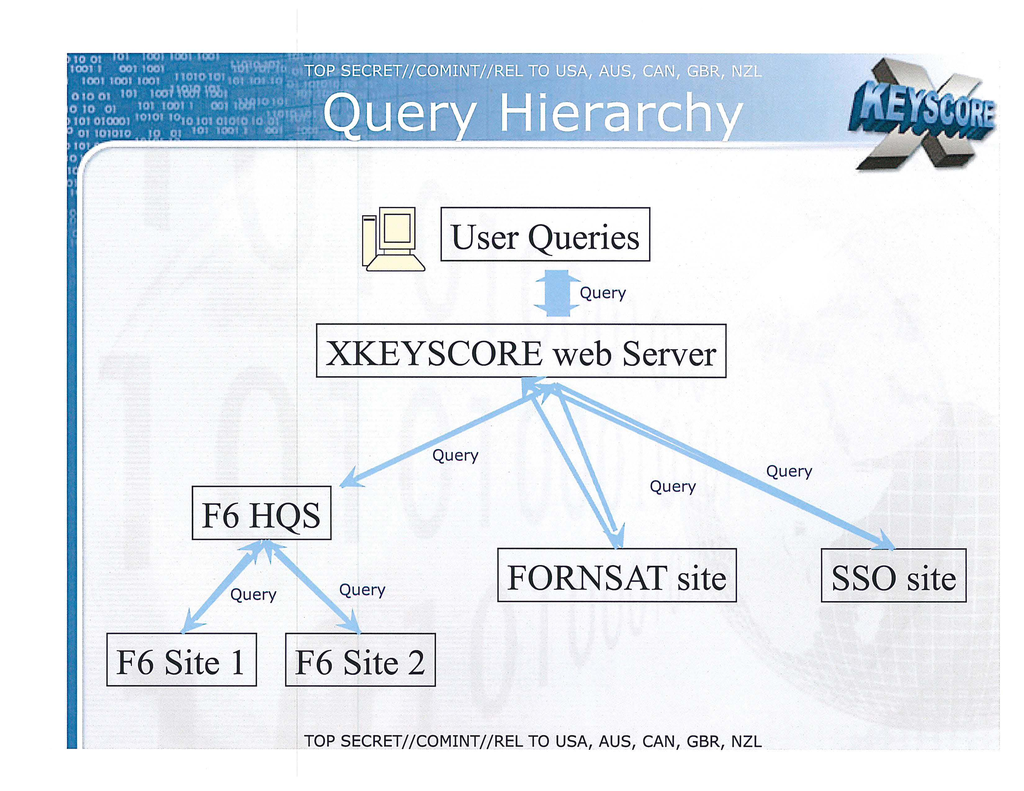 TOP SECRET//COMINT//REL TO USA, AUS, CAN, GBR, NZL
Query Hierarchy
X KEYSCORE
User Queries
Query
XKEYSCORE web Server
Query
Query
Query
F6 HQS
FORNSAT site
SSO site
Query
Query
F6 Site 1
F6 Site 2
TOP SECRET//COMINT//REL TO USA, AUS, CAN, GBR, NZL